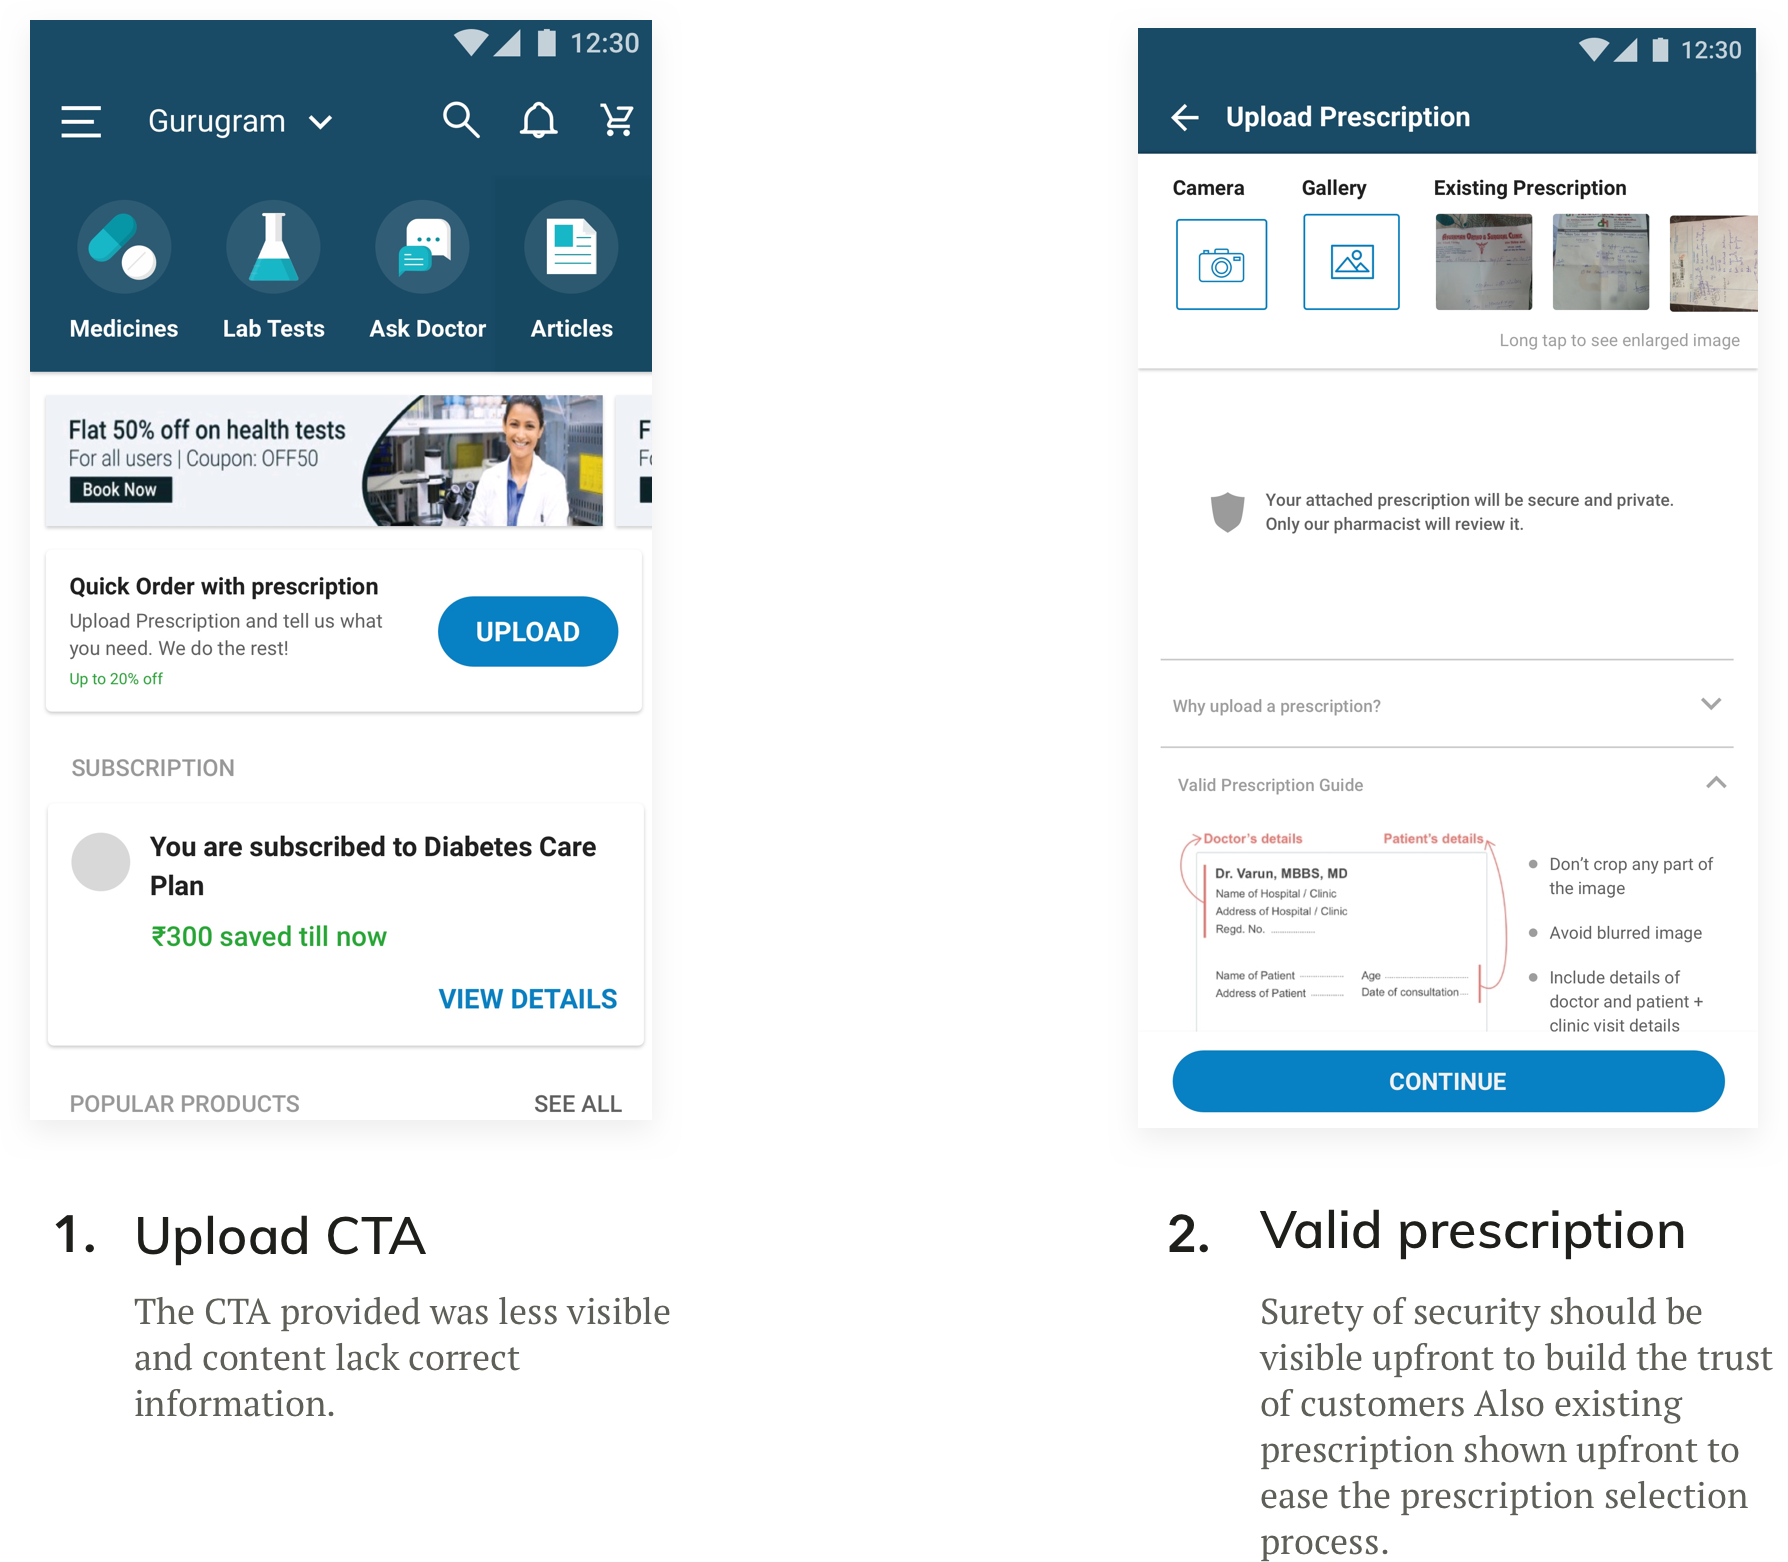 12:30
Gurugram
Medicines
Lab Tests
Ask Doctor
Articles
Flat 50% off on health tests
For all users | Coupon: OFF50
Book Now
F
Quick Order with prescription
Upload Prescription and tell us what
you need. We do the rest!
Up to 20% off
UPLOAD
SUBSCRIPTION
You are subscribed to Diabetes Care
Plan
₹300 saved till now
VIEW DETAILS
POPULAR PRODUCTS
SEE ALL
1. Upload CTA
The CTA provided was less visible
and content lack correct
information.
12:30
Upload Prescription
Camera
Gallery
Existing Prescription
Long tap to see enlarged image
Your attached prescription will be secure and private.
Only our pharmacist will review it.
Why upload a prescription?
Valid Prescription Guide
Doctor's details
Patient's details
Dr. Varun, MBBS, MD
Name of Hospital / Clinic
Address of Hospital / Clinic
Regd. No.
Name of Patient
Age
Address of Patient
Date of consultation
Don't crop any part of
the image
Avoid blurred image
Include details of
doctor and patient +
clinic visit details
CONTINUE
2. Valid prescription
Surety of security should be
visible upfront to build the trust
of customers Also existing
prescription shown upfront to
ease the prescription selection
process.